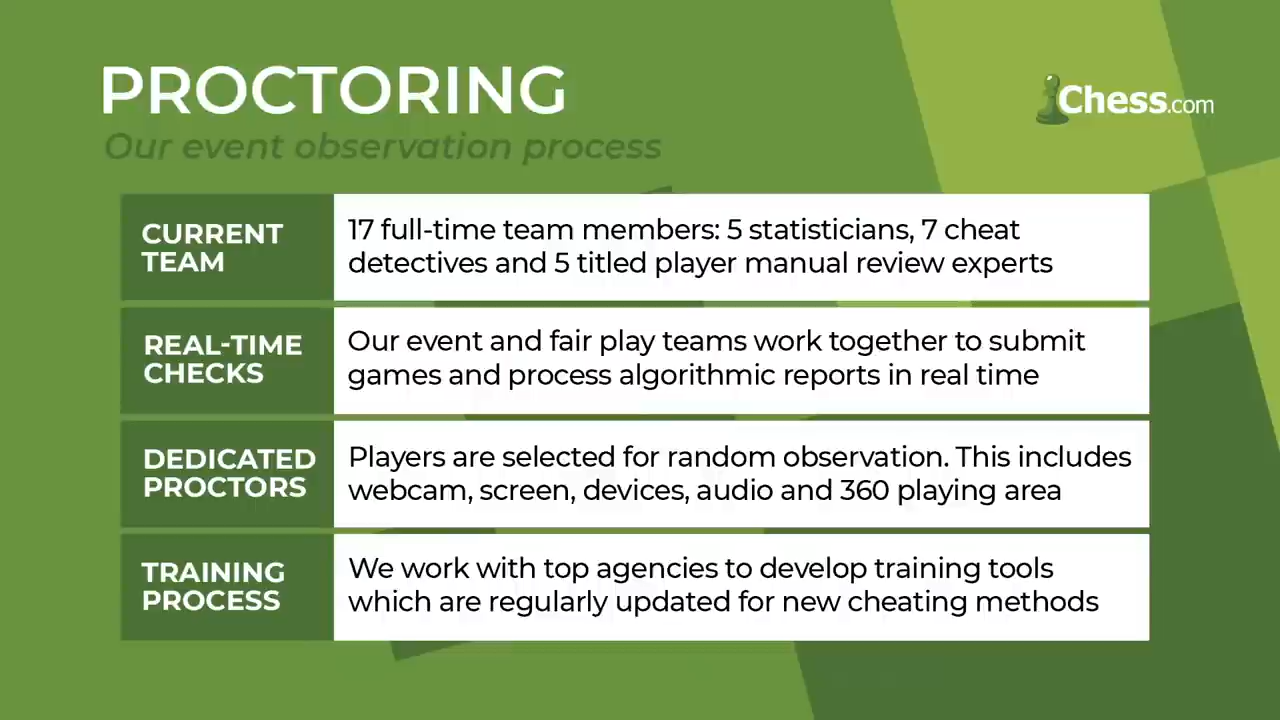 PROCTORING
Chess.com
Our event observation process
CURRENT
TEAM
17 full-time team members: 5 statisticians, 7 cheat
detectives and 5 titled player manual review experts
REAL-TIME
CHECKS
Our event and fair play teams work together to submit
games and process algorithmic reports in real time
DEDICATED
PROCTORS
Players are selected for random observation. This includes
webcam, screen, devices, audio and 360 playing area
TRAINING
PROCESS
We work with top agencies to develop training tools
which are regularly updated for new cheating methods